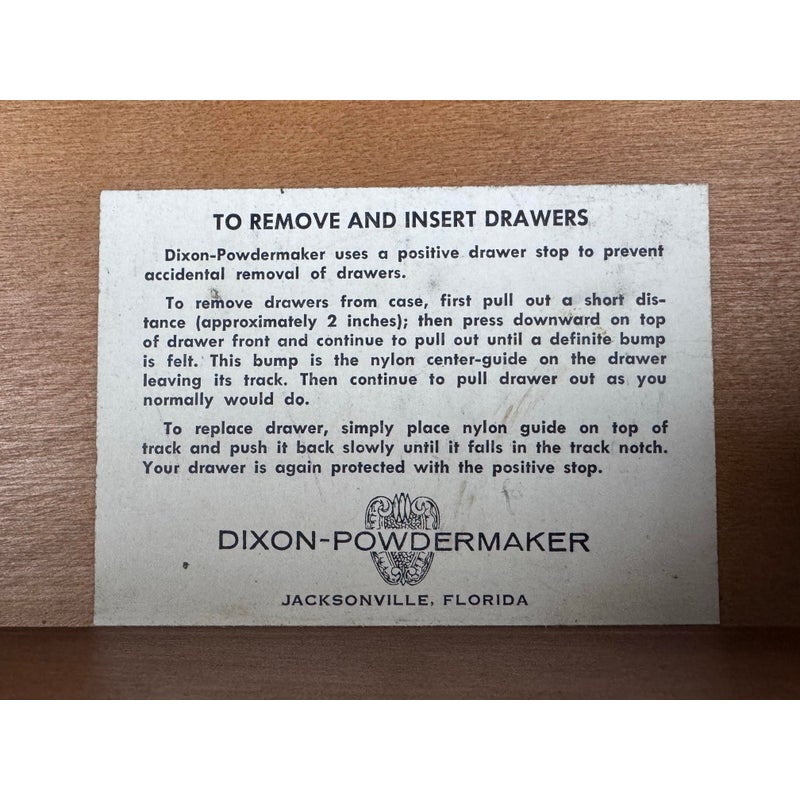 TO REMOVE AND INSERT DRAWERS
Dixon-Powdermaker uses a positive drawer stop to prevent
accidental removal of drawers.
To remove drawers from case, first pull out a short dis-
tance (approximately 2 inches); then press downward on top
of drawer front and continue to pull out until a definite bump
is felt. This bump is the nylon center-guide on the drawer
leaving its track. Then continue to pull drawer out as you
normally would do.
To replace drawer, simply place nylon guide on top of
track and push it back slowly until it falls in the track notch.
Your drawer is again protected with the positive stop.
DIXON-POWDERMAKER
JACKSONVILLE, FLORIDA